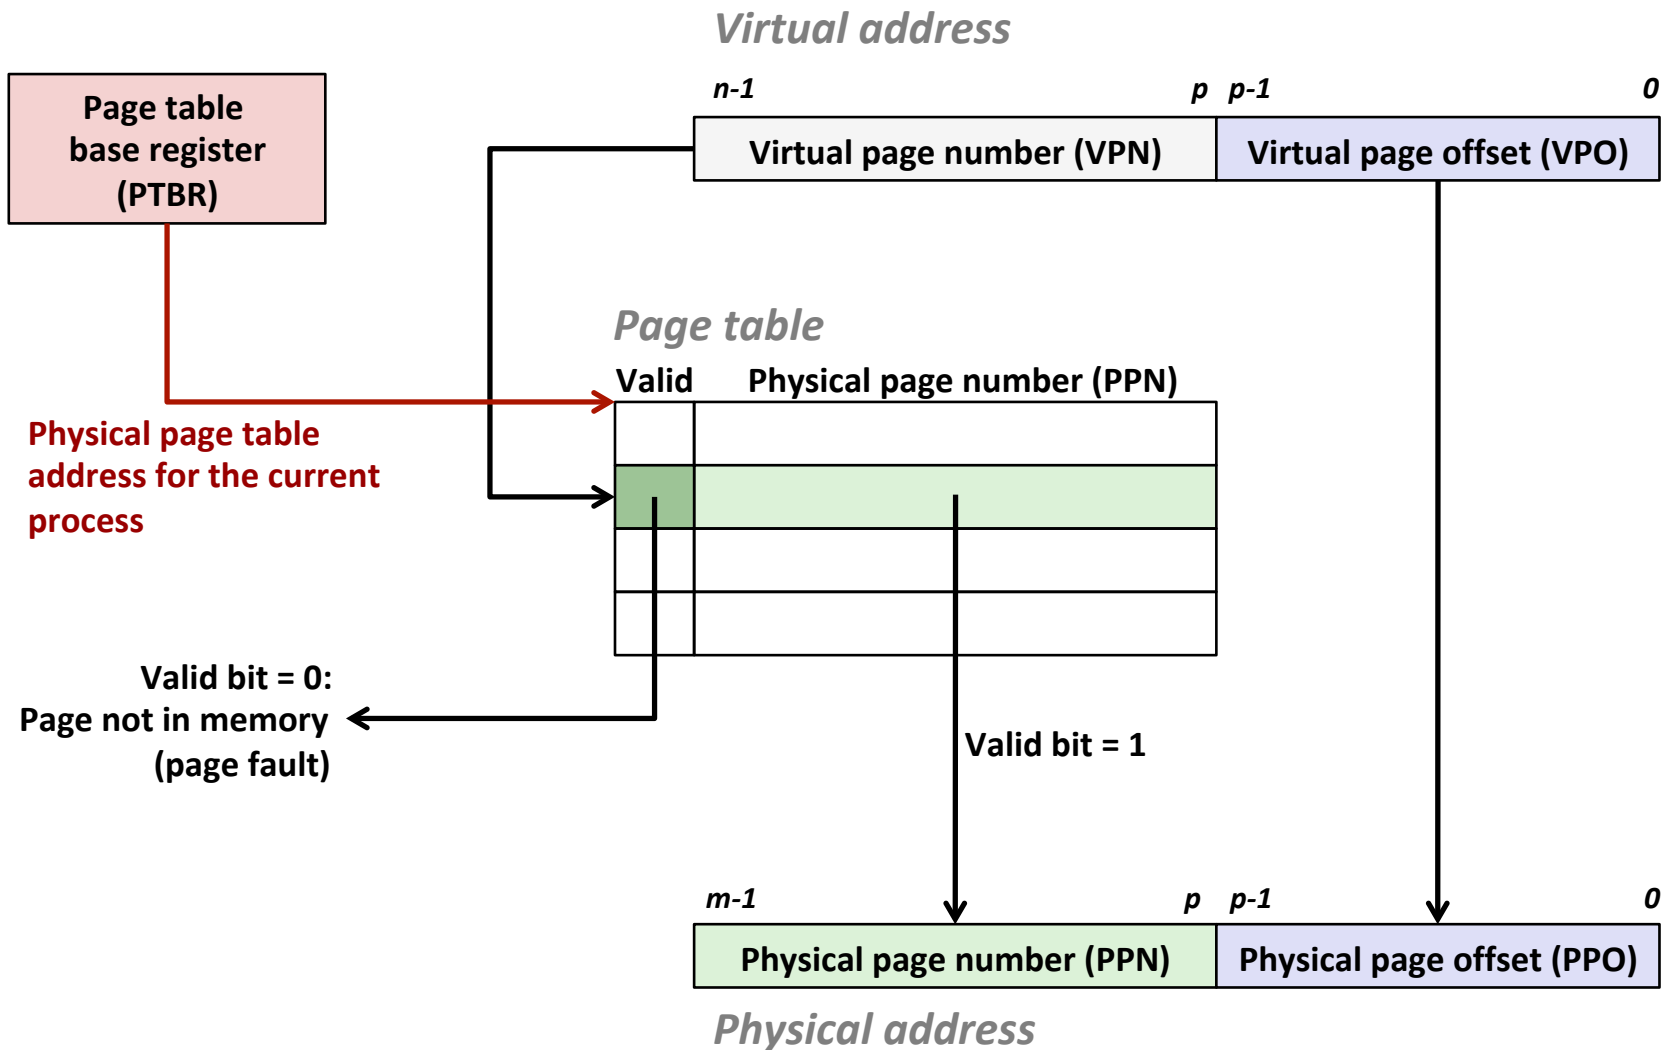 Virtual address
n-1 p p-1 0
Page table
base register
(PTBR)
Virtual page number (VPN) Virtual page offset (VPO)
Page table
Valid Physical page number (PPN)
Physical page table
address for the current
process
Valid bit = 0:
Page not in memory
(page fault)
Valid bit = 1
m-1 p p-1 0
Physical page number (PPN) Physical page offset (PPO)
Physical address